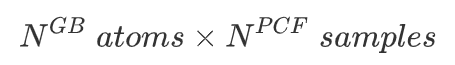 N^{GB} atoms × N^{PCF} samples